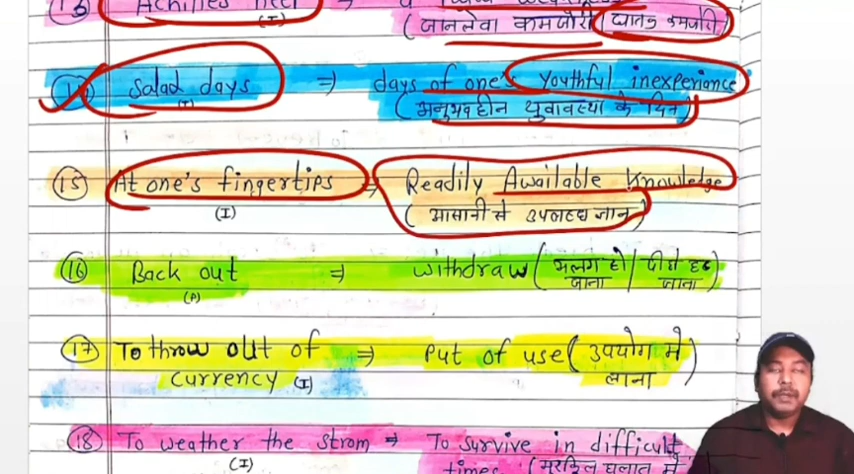 Achilles heel
(I)
(जानलेवा कमजोरी/घातक कमजोरी)
Salad days ⇒ days of one's youthful inexperience
(I) (अनुभवहीन युवावस्था के दिन)
(15) At one's fingertips ⇒ Readily Available knowledge
(I) (आसानी से उपलब्ध ज्ञान)
(16) Back out ⇒ withdraw (अलग हो जाना/पीछे हट जाना)
(P)
(17) To throw out of ⇒ Put of use (उपयोग में
currency (I) लाना)
(18) To weather the strom ⇒ To survive in difficult
(I) times